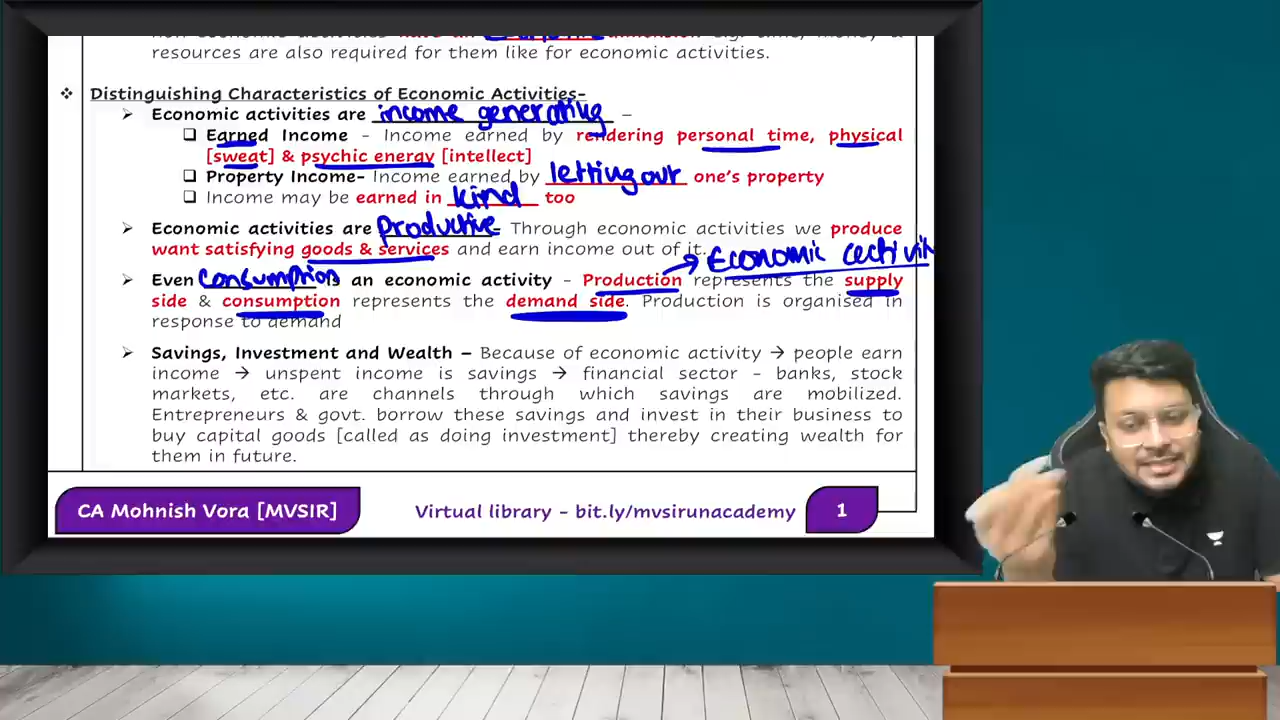 resources are also required for them like for economic activities.
❖ Distinguishing Characteristics of Economic Activities-
➢ Economic activities are income generating –
❑ Earned Income - Income earned by rendering personal time, physical
[sweat] & psychic energy [intellect]
❑ Property Income- Income earned by letting out one's property
❑ Income may be earned in kind too
➢ Economic activities are Productive- Through economic activities we produce
want satisfying goods & services and earn income out of it.
→ Economic activit
➢ Even Consumption is an economic activity - Production represents the supply
side & consumption represents the demand side. Production is organised in
response to demand
➢ Savings, Investment and Wealth – Because of economic activity → people earn
income → unspent income is savings → financial sector - banks, stock
markets, etc. are channels through which savings are mobilized.
Entrepreneurs & govt. borrow these savings and invest in their business to
buy capital goods [called as doing investment] thereby creating wealth for
them in future.
CA Mohnish Vora [MVSIR]
Virtual library - bit.ly/mvsirunacademy
1